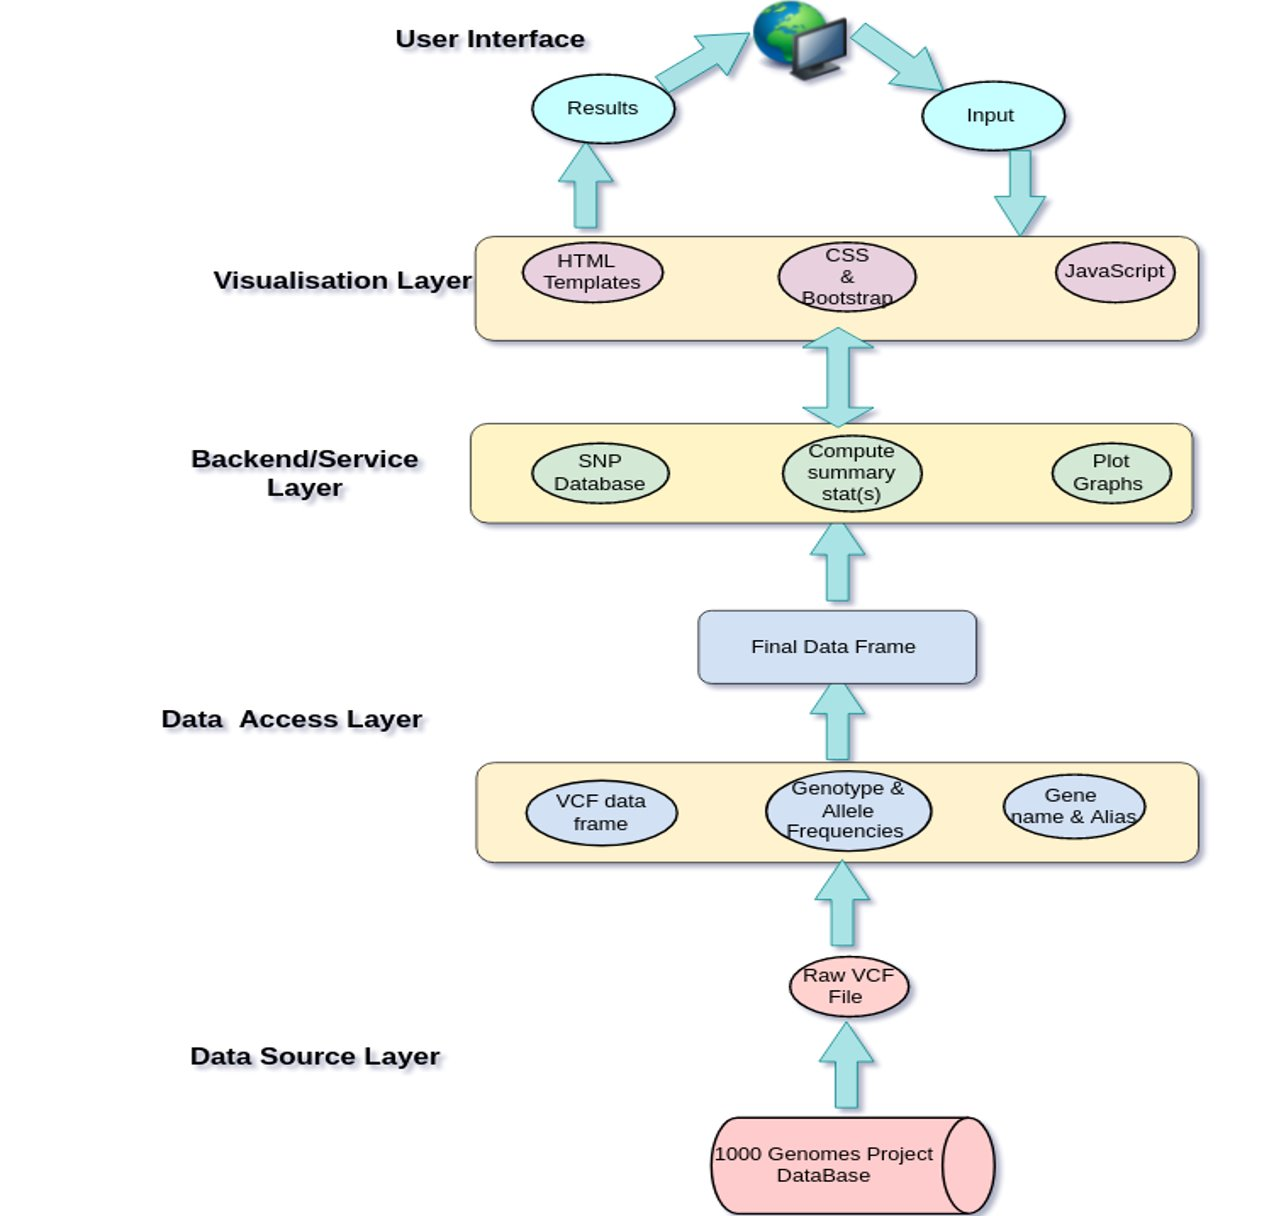 User Interface
Results
Input
Visualisation Layer
HTML
Templates
CSS
&
Bootstrap
JavaScript
Backend/Service
Layer
SNP
Database
Compute
summary
stat(s)
Plot
Graphs
Final Data Frame
Data  Access Layer
VCF data
frame
Genotype &
Allele
Frequencies
Gene
name & Alias
Raw VCF
File
Data Source Layer
1000 Genomes Project
DataBase